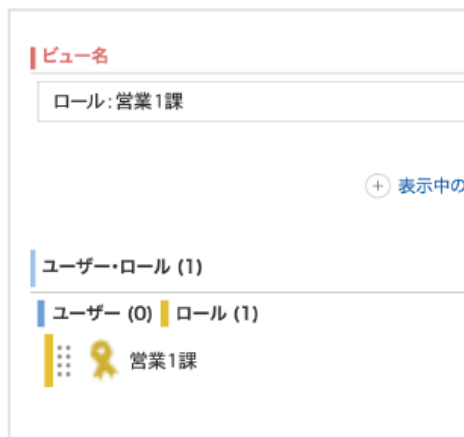 ビュー名
ロール:営業1課
表示中の
ユーザー・ロール (1)
ユーザー (0) ロール (1)
営業1課